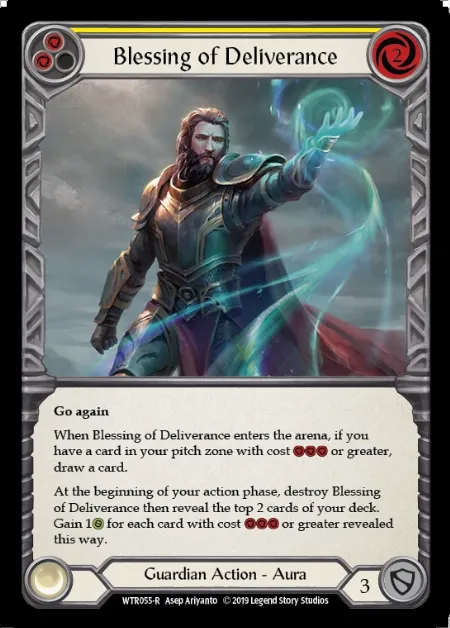 Blessing of Deliverance
2
Go again
When Blessing of Deliverance enters the arena, if you
have a card in your pitch zone with cost or greater,
draw a card.
At the beginning of your action phase, destroy Blessing
of Deliverance then reveal the top 2 cards of your deck.
Gain 1 for each card with cost or greater revealed
this way.
Guardian Action - Aura
3
WTR055-R Asep Ariyanto © 2019 Legend Story Studios